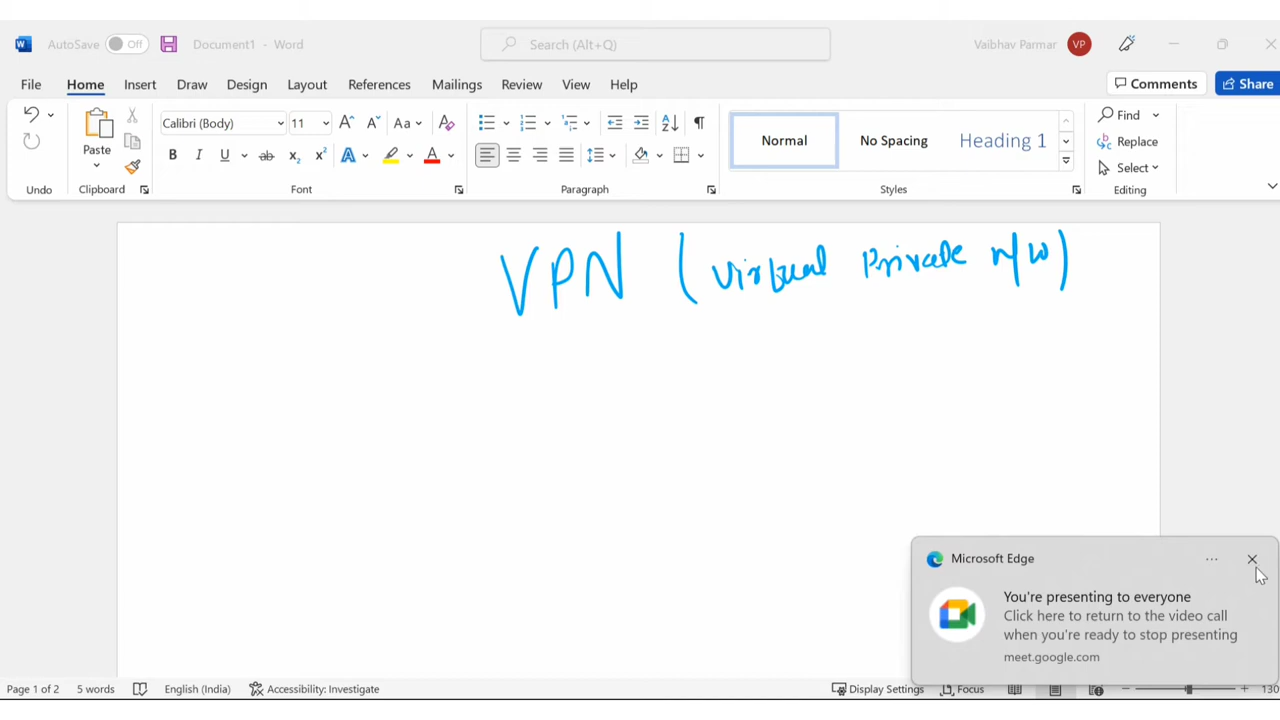 AutoSave Off Document1 - Word Search (Alt+Q) Vaibhav Parmar VP
File Home Insert Draw Design Layout References Mailings Review View Help Comments Share
Calibri (Body) 11 Aa Normal No Spacing Heading 1 Find
Paste B I U ab x₂ x² A A Replace
Select
Undo Clipboard Font Paragraph Styles Editing
VPN (Virtual Private n/w)
Microsoft Edge
You're presenting to everyone
Click here to return to the video call
when you're ready to stop presenting
meet.google.com
Page 1 of 2 5 words English (India) Accessibility: Investigate Display Settings Focus 130